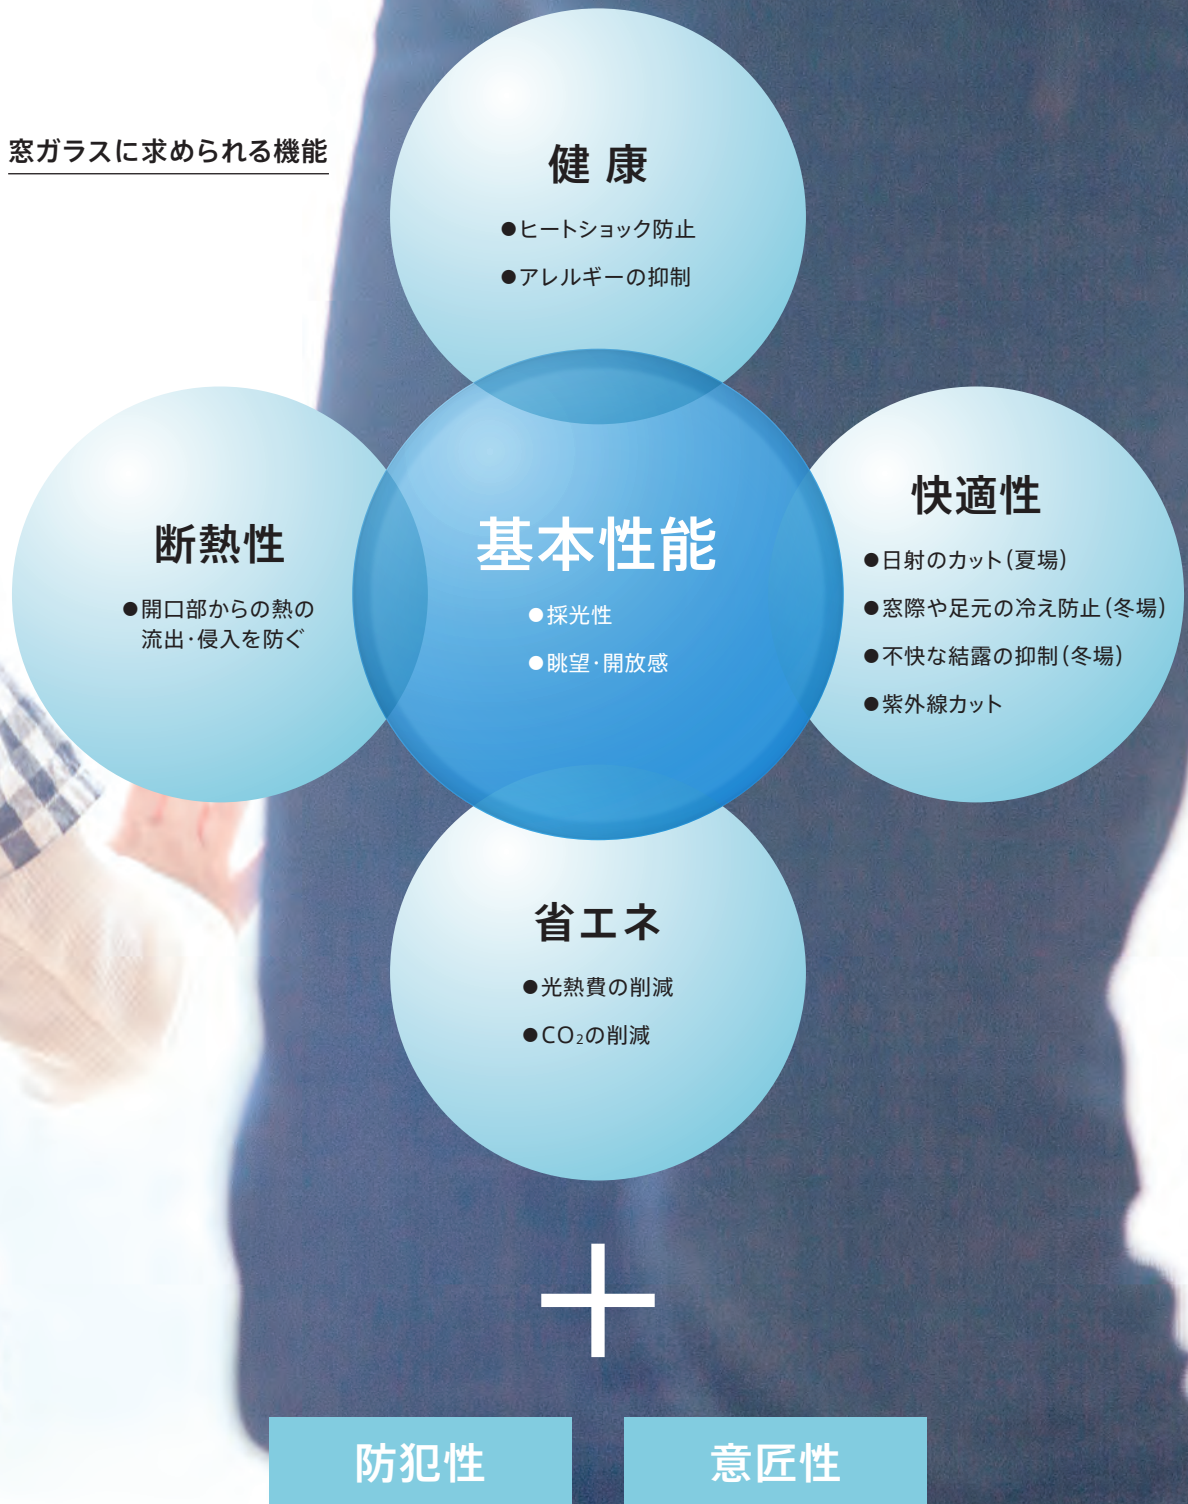 窓ガラスに求められる機能
健 康
●ヒートショック防止
●アレルギーの抑制
断熱性
●開口部からの熱の
流出・侵入を防ぐ
基本性能
●採光性
●眺望・開放感
快適性
●日射のカット（夏場）
●窓際や足元の冷え防止（冬場）
●不快な結露の抑制（冬場）
●紫外線カット
省エネ
●光熱費の削減
●CO₂の削減
＋
防犯性
意匠性